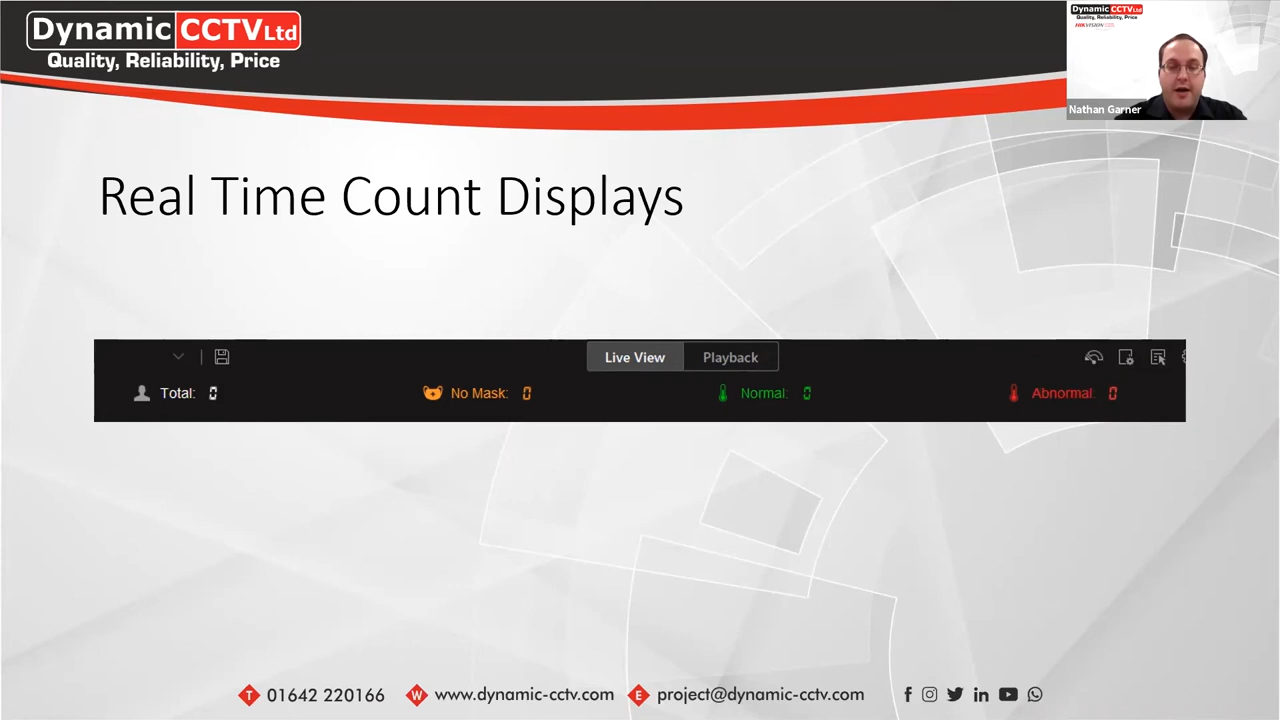 Dynamic CCTV Ltd
Quality, Reliability, Price
Dynamic CCTV Ltd
Quality, Reliability, Price
HIKVISION
Nathan Garner
Real Time Count Displays
Live View Playback
Total: 0 No Mask: 0 Normal: 0 Abnormal: 0
T 01642 220166 W www.dynamic-cctv.com E project@dynamic-cctv.com